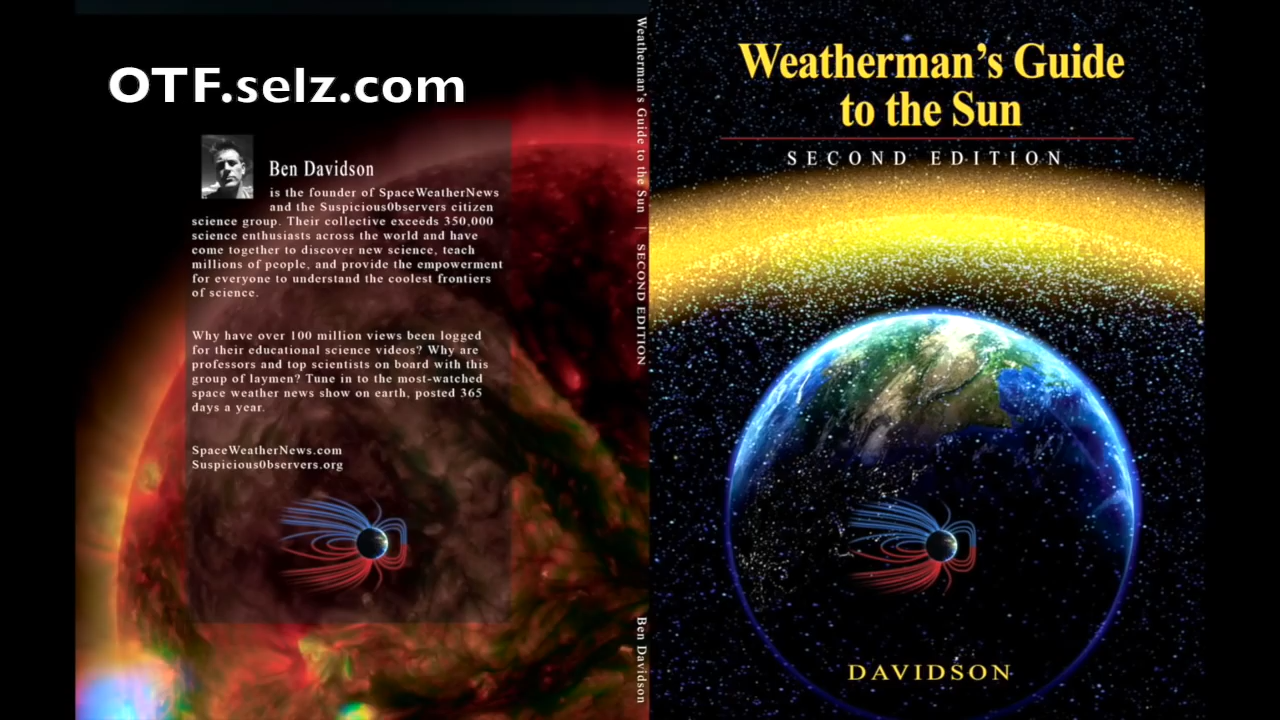 OTF.selz.com
Ben Davidson
is the founder of SpaceWeatherNews
and the Suspicious0bservers citizen
science group. Their collective exceeds 350,000
science enthusiasts across the world and have
come together to discover new science, teach
millions of people, and provide the empowerment
for everyone to understand the coolest frontiers
of science.
Why have over 100 million views been logged
for their educational science videos? Why are
professors and top scientists on board with this
group of laymen? Tune in to the most-watched
space weather news show on earth, posted 365
days a year.
SpaceWeatherNews.com
Suspicious0bservers.org
Weatherman's Guide to the Sun | SECOND EDITION Ben Davidson
Weatherman's Guide
to the Sun
SECOND EDITION
DAVIDSON